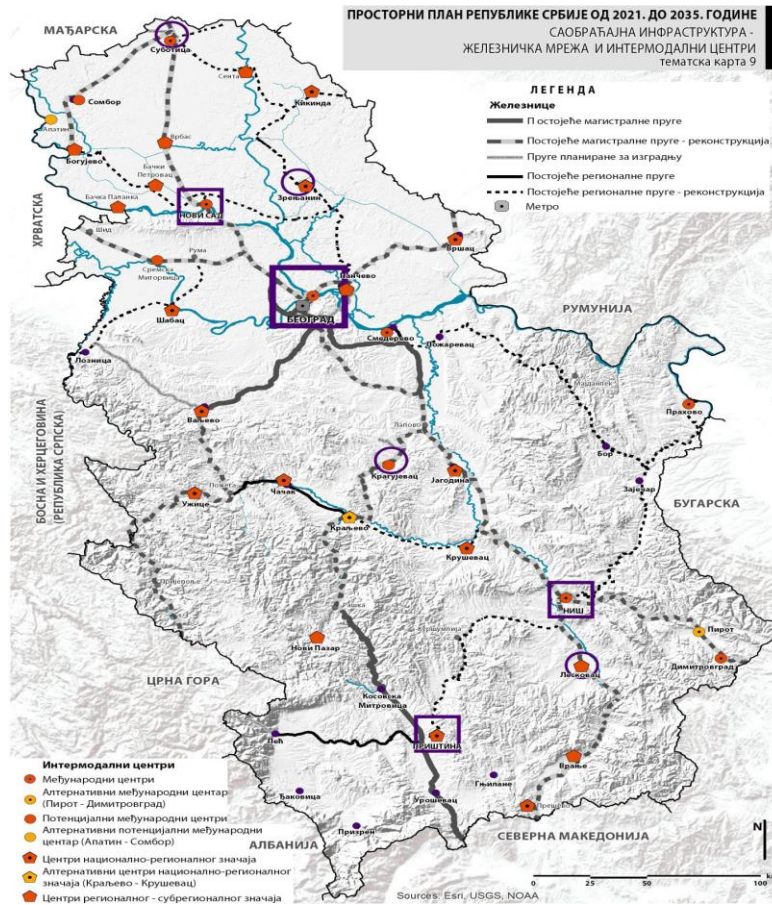 ПРОСТОРНИ ПЛАН РЕПУБЛИКЕ СРБИЈЕ ОД 2021. ДО 2035. ГОДИНЕ
САОБРАЋАЈНА ИНФРАСТРУКТУРА -
ЖЕЛЕЗНИЧКА МРЕЖА И ИНТЕРМОДАЛНИ ЦЕНТРИ
тематска карта 9
ЛЕГЕНДА
Железнице
П остојеће магистралне пруге
Постојеће магистралне пруге - реконструкција
Пруге планиране за изградњу
Постојеће регионалне пруге
Постојеће регионалне пруге - реконструкција
Метро
МАЂАРСКА
Суботица
Сента
Кикинда
Сомбор
Апатин
Врбас
Богојево
Бачки
Петровац
Бачка Паланка
НОВИ САД
Зрењанин
ХРВАТСКА
Шид
Рума
Сремска
Митровица
Вршац
Панчево
БЕОГРАД
Шабац
Смедерево
Пожаревац
РУМУНИЈА
Лозница
Мајданпек
БОСНА И ХЕРЦЕГОВИНА
(РЕПУБЛИКА СРПСКА)
Ваљево
Лапово
Прахово
Бор
Крагујевац
Јагодина
Зајечар
БУГАРСКА
Пожега
Ужице
Чачак
Краљево
Крушевац
Пријепоље
НИШ
Рашка
Куршумлија
Пирот
Димитровград
Нови Пазар
Лесковац
ЦРНА ГОРА
Косовска
Митровица
ПРИШТИНА
Пећ
Врање
Гњилане
Ђаковица
Урошевац
Прешево
Призрен
АЛБАНИЈА
СЕВЕРНА МАКЕДОНИЈА
Интермодални центри
Међународни центри
Алтернативни међународни центар
(Пирот - Димитровград)
Потенцијални међународни центри
Алтернативни потенцијални међународни
центар (Апатин - Сомбор)
Центри национално-регионалног значаја
Алтернативни центри национално-регионалног
значаја (Краљево - Крушевац)
Центри регионалног - субрегионалног значаја
N
0 50 100
Sources: Esri, USGS, NOAA